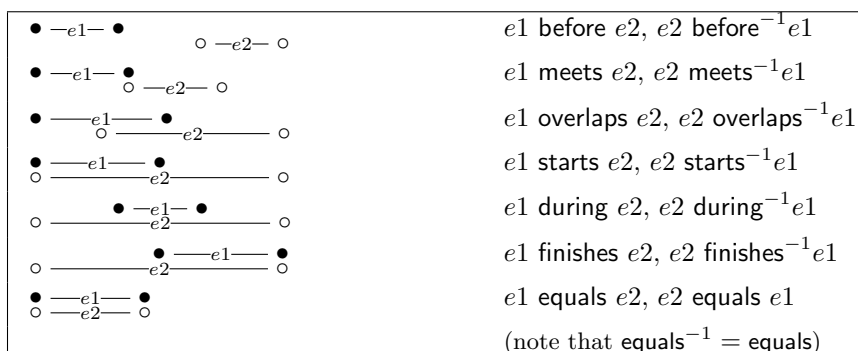 e1 e2 e1 before e2, e2 before⁻¹e1
e1 e2 e1 meets e2, e2 meets⁻¹e1
e1 e2 e1 overlaps e2, e2 overlaps⁻¹e1
e1 e2 e1 starts e2, e2 starts⁻¹e1
e1 e2 e1 during e2, e2 during⁻¹e1
e1 e2 e1 finishes e2, e2 finishes⁻¹e1
e1 e2 e1 equals e2, e2 equals e1
(note that equals⁻¹ = equals)